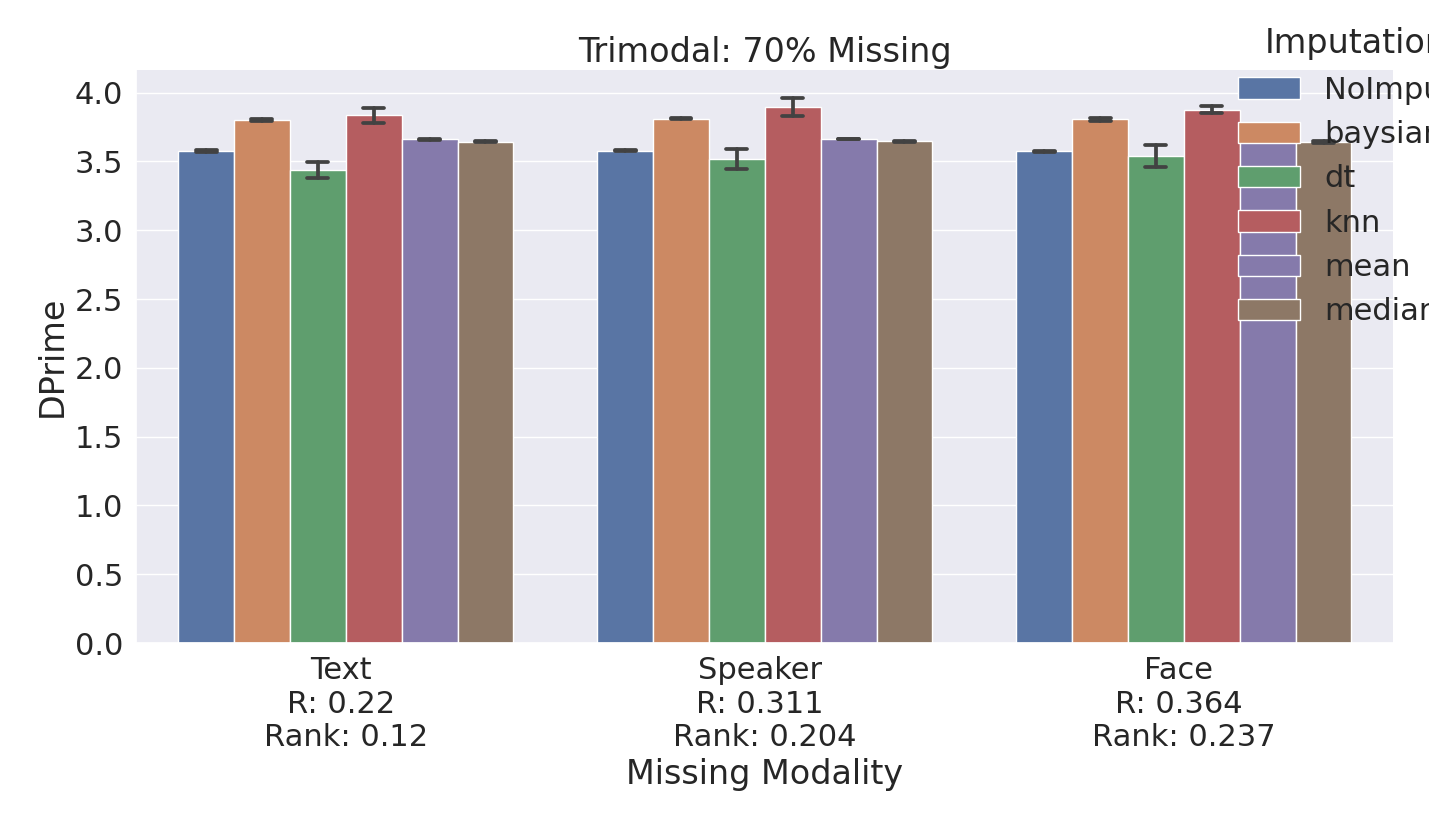 Trimodal: 70% Missing
Imputation
NoImpu
baysian
dt
knn
mean
median
4.0
3.5
3.0
2.5
2.0
1.5
1.0
0.5
0.0
DPrime
Text
R: 0.22
Rank: 0.12
Speaker
R: 0.311
Rank: 0.204
Face
R: 0.364
Rank: 0.237
Missing Modality